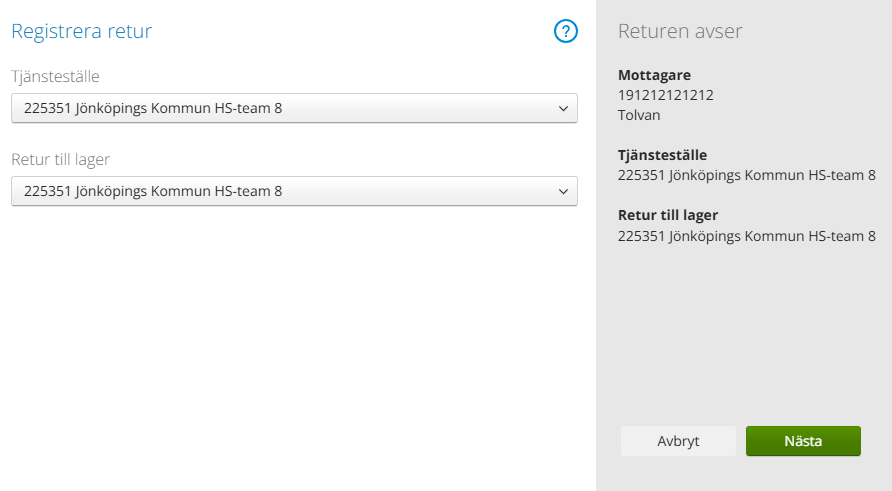 Registrera retur
?
Tjänsteställe
225351 Jönköpings Kommun HS-team 8
Retur till lager
225351 Jönköpings Kommun HS-team 8
Returen avser
Mottagare
191212121212
Tolvan
Tjänsteställe
225351 Jönköpings Kommun HS-team 8
Retur till lager
225351 Jönköpings Kommun HS-team 8
Avbryt
Nästa